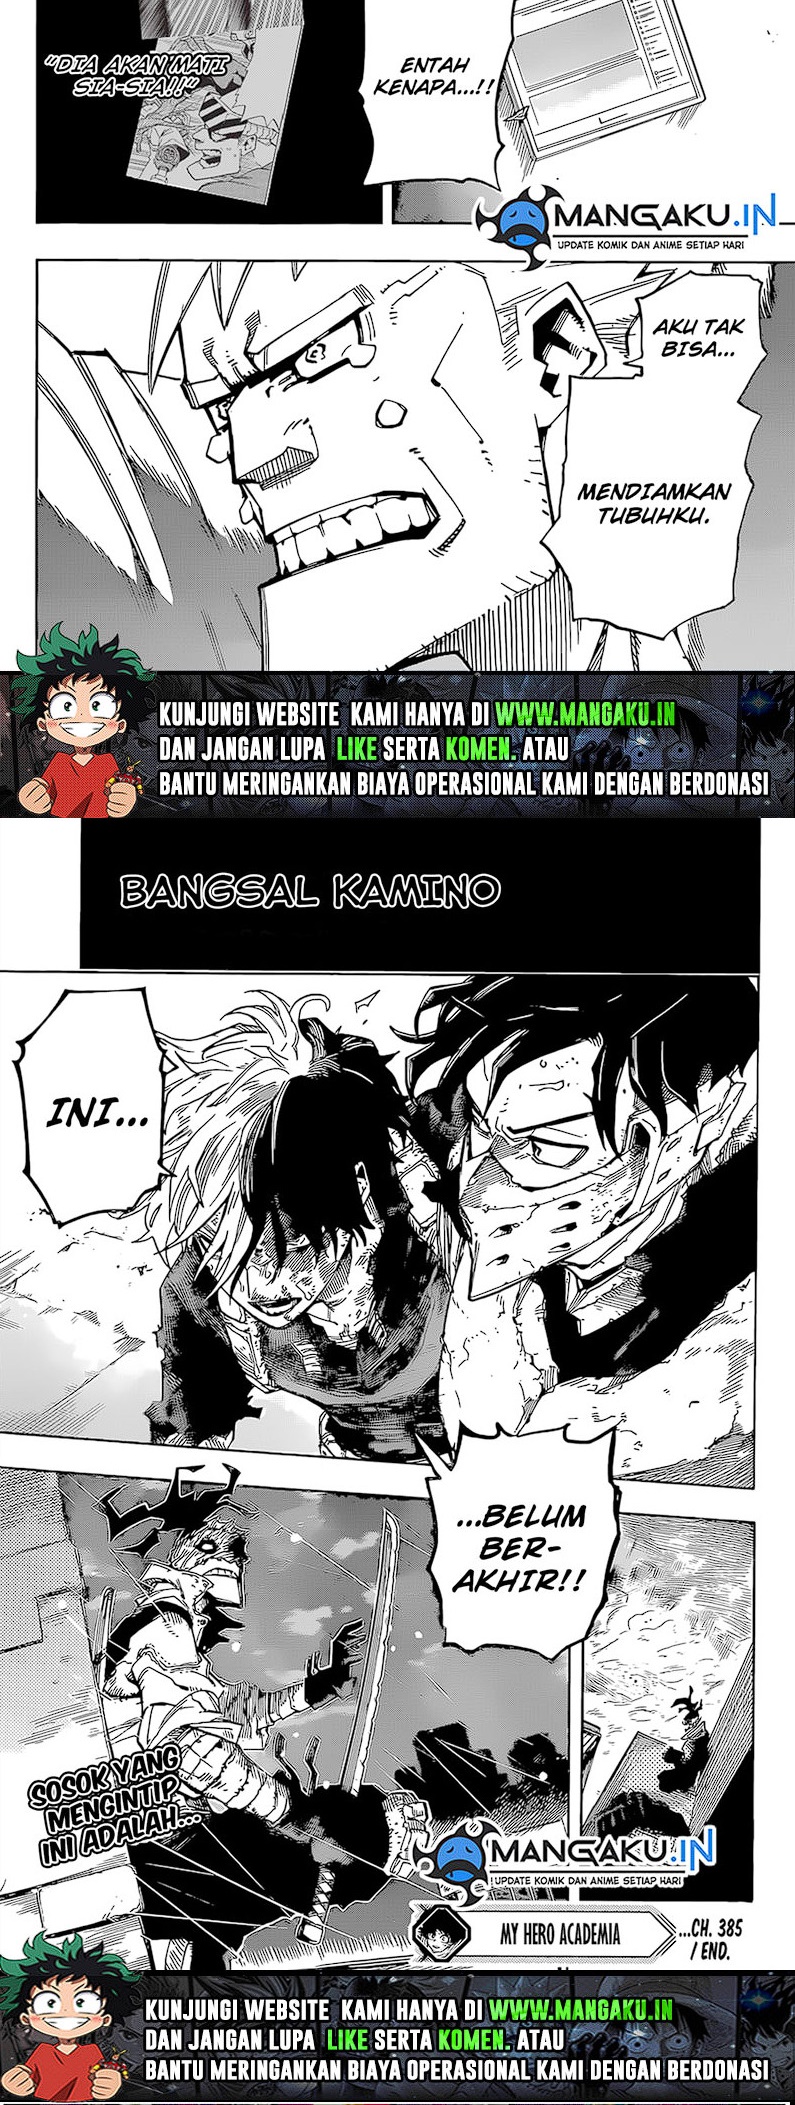 "DIA AKAN MATI
SIA-SIA!!"
ENTAH
KENAPA...!!
MANGAKU.IN
UPDATE KOMIK DAN ANIME SETIAP HARI
AKU TAK
BISA...
MENDIAMKAN
TUBUHKU.
KUNJUNGI WEBSITE KAMI HANYA DI WWW.MANGAKU.IN
DAN JANGAN LUPA LIKE SERTA KOMEN. ATAU
BANTU MERINGANKAN BIAYA OPERASIONAL KAMI DENGAN BERDONASI
BANGSAL KAMINO
INI...
...BELUM
BER-
AKHIR!!
SOSOK YANG
MENGINTIP
INI ADALAH...
MANGAKU.IN
UPDATE KOMIK DAN ANIME SETIAP HARI
MY HERO ACADEMIA
...CH. 385
/ END.
KUNJUNGI WEBSITE KAMI HANYA DI WWW.MANGAKU.IN
DAN JANGAN LUPA LIKE SERTA KOMEN. ATAU
BANTU MERINGANKAN BIAYA OPERASIONAL KAMI DENGAN BERDONASI